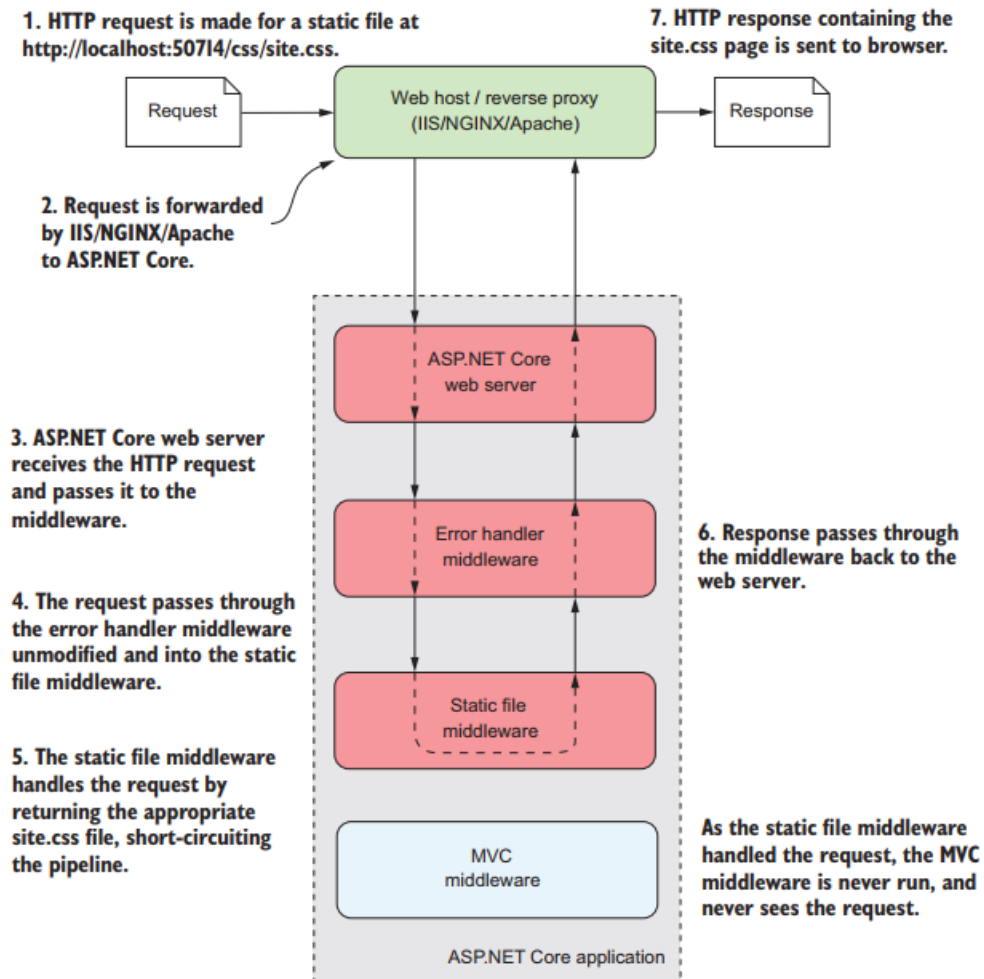 1. HTTP request is made for a static file at
http://localhost:50714/css/site.css.
7. HTTP response containing the
site.css page is sent to browser.
Request
Web host / reverse proxy
(IIS/NGINX/Apache)
Response
2. Request is forwarded
by IIS/NGINX/Apache
to ASP.NET Core.
ASP.NET Core
web server
3. ASP.NET Core web server
receives the HTTP request
and passes it to the
middleware.
Error handler
middleware
6. Response passes through
the middleware back to the
web server.
4. The request passes through
the error handler middleware
unmodified and into the static
file middleware.
Static file
middleware
5. The static file middleware
handles the request by
returning the appropriate
site.css file, short-circuiting
the pipeline.
MVC
middleware
As the static file middleware
handled the request, the MVC
middleware is never run, and
never sees the request.
ASP.NET Core application